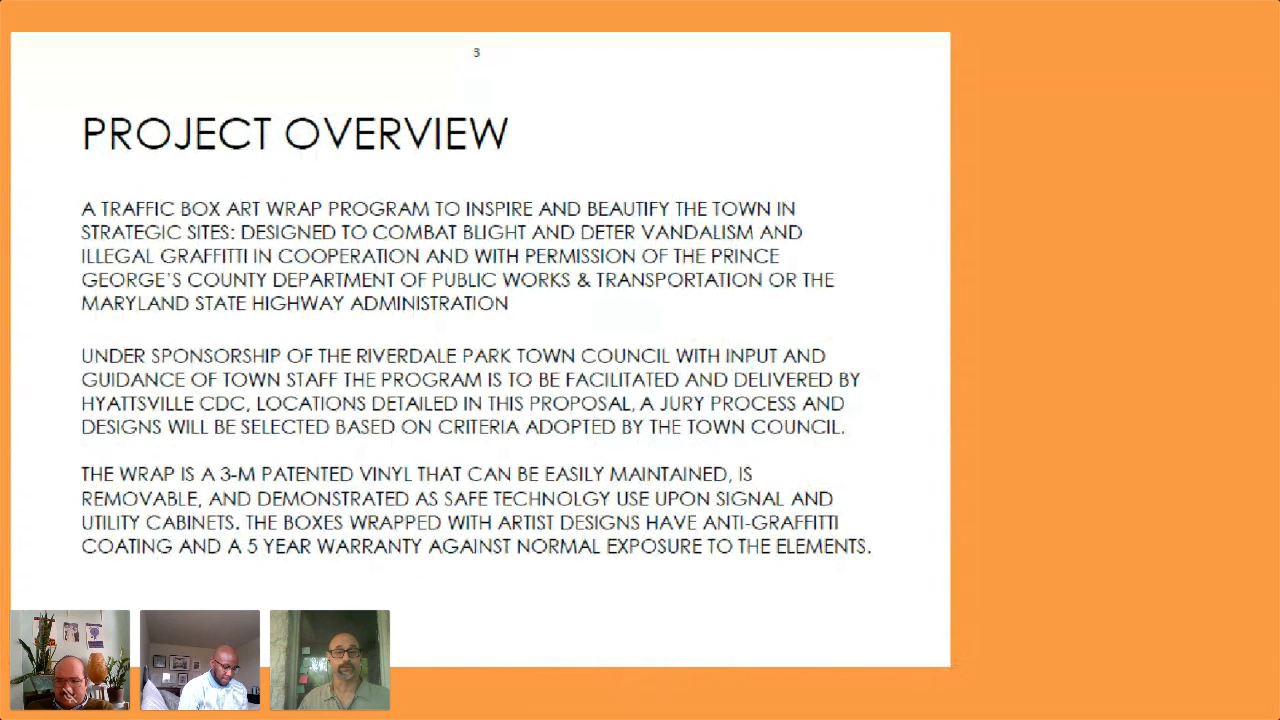 3
PROJECT OVERVIEW
A TRAFFIC BOX ART WRAP PROGRAM TO INSPIRE AND BEAUTIFY THE TOWN IN
STRATEGIC SITES: DESIGNED TO COMBAT BLIGHT AND DETER VANDALISM AND
ILLEGAL GRAFFITTI IN COOPERATION AND WITH PERMISSION OF THE PRINCE
GEORGE'S COUNTY DEPARTMENT OF PUBLIC WORKS & TRANSPORTATION OR THE
MARYLAND STATE HIGHWAY ADMINISTRATION
UNDER SPONSORSHIP OF THE RIVERDALE PARK TOWN COUNCIL WITH INPUT AND
GUIDANCE OF TOWN STAFF THE PROGRAM IS TO BE FACILITATED AND DELIVERED BY
HYATTSVILLE CDC, LOCATIONS DETAILED IN THIS PROPOSAL, A JURY PROCESS AND
DESIGNS WILL BE SELECTED BASED ON CRITERIA ADOPTED BY THE TOWN COUNCIL.
THE WRAP IS A 3-M PATENTED VINYL THAT CAN BE EASILY MAINTAINED, IS
REMOVABLE, AND DEMONSTRATED AS SAFE TECHNOLGY USE UPON SIGNAL AND
UTILITY CABINETS. THE BOXES WRAPPED WITH ARTIST DESIGNS HAVE ANTI-GRAFFITTI
COATING AND A 5 YEAR WARRANTY AGAINST NORMAL EXPOSURE TO THE ELEMENTS.